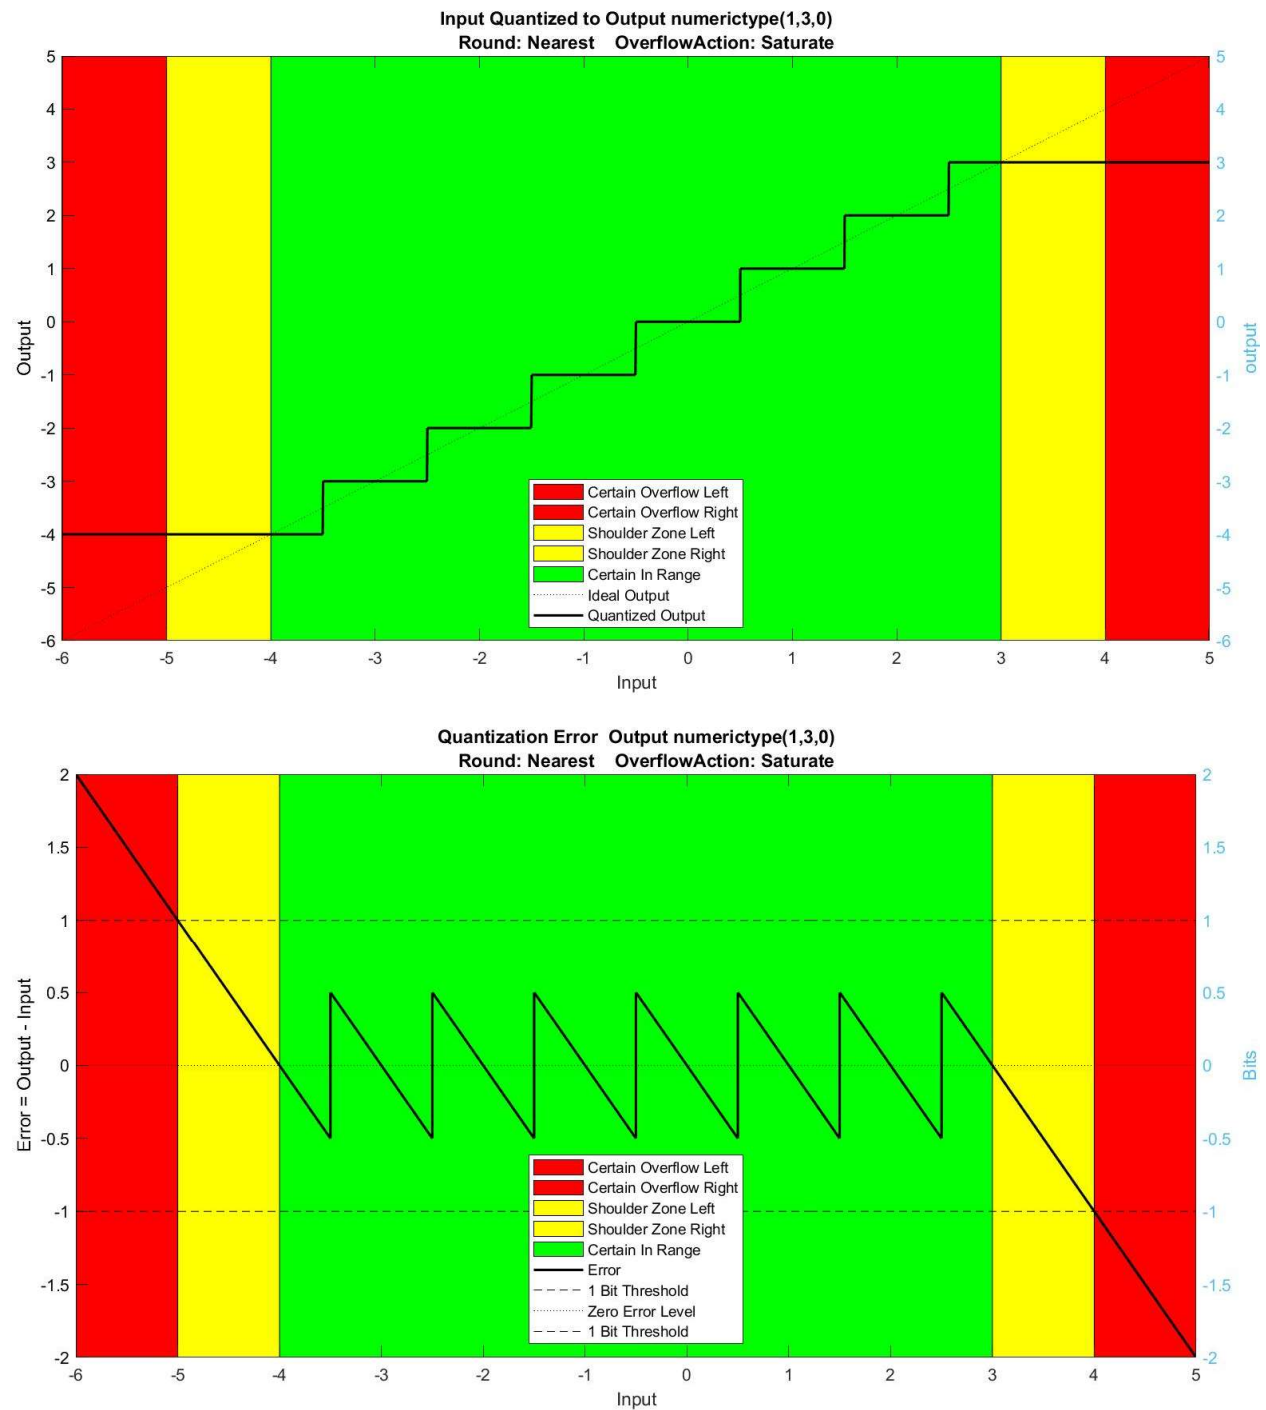 Input Quantized to Output numerictype(1,3,0)
Round: Nearest    OverflowAction: Saturate
5
4
3
2
1
0
-1
-2
-3
-4
-5
-6
Output
5
4
3
2
1
0
-1
-2
-3
-4
-5
-6
output
Certain Overflow Left
Certain Overflow Right
Shoulder Zone Left
Shoulder Zone Right
Certain In Range
Ideal Output
Quantized Output
-6 -5 -4 -3 -2 -1 0 1 2 3 4 5
Input
Quantization Error  Output numerictype(1,3,0)
Round: Nearest    OverflowAction: Saturate
2
1.5
1
0.5
0
-0.5
-1
-1.5
-2
Error = Output - Input
2
1.5
1
0.5
0
-0.5
-1
-1.5
-2
Bits
Certain Overflow Left
Certain Overflow Right
Shoulder Zone Left
Shoulder Zone Right
Certain In Range
Error
1 Bit Threshold
Zero Error Level
1 Bit Threshold
-6 -5 -4 -3 -2 -1 0 1 2 3 4 5
Input